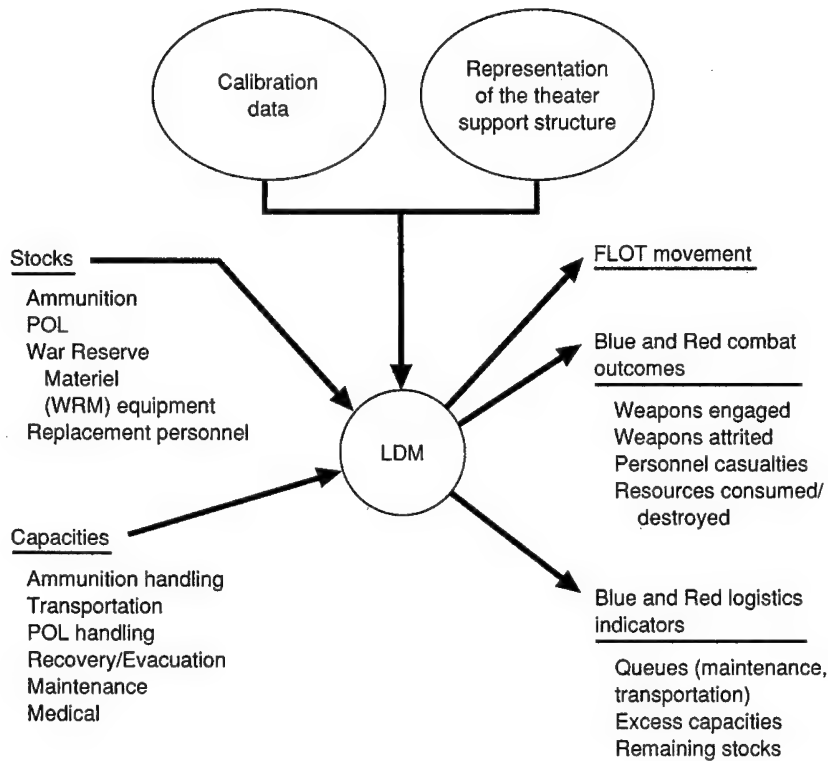 Calibration
data
Representation
of the theater
support structure
Stocks
Ammunition
POL
War Reserve
Materiel
(WRM) equipment
Replacement personnel
Capacities
Ammunition handling
Transportation
POL handling
Recovery/Evacuation
Maintenance
Medical
LDM
FLOT movement
Blue and Red combat
outcomes
Weapons engaged
Weapons attrited
Personnel casualties
Resources consumed/
destroyed
Blue and Red logistics
indicators
Queues (maintenance,
transportation)
Excess capacities
Remaining stocks